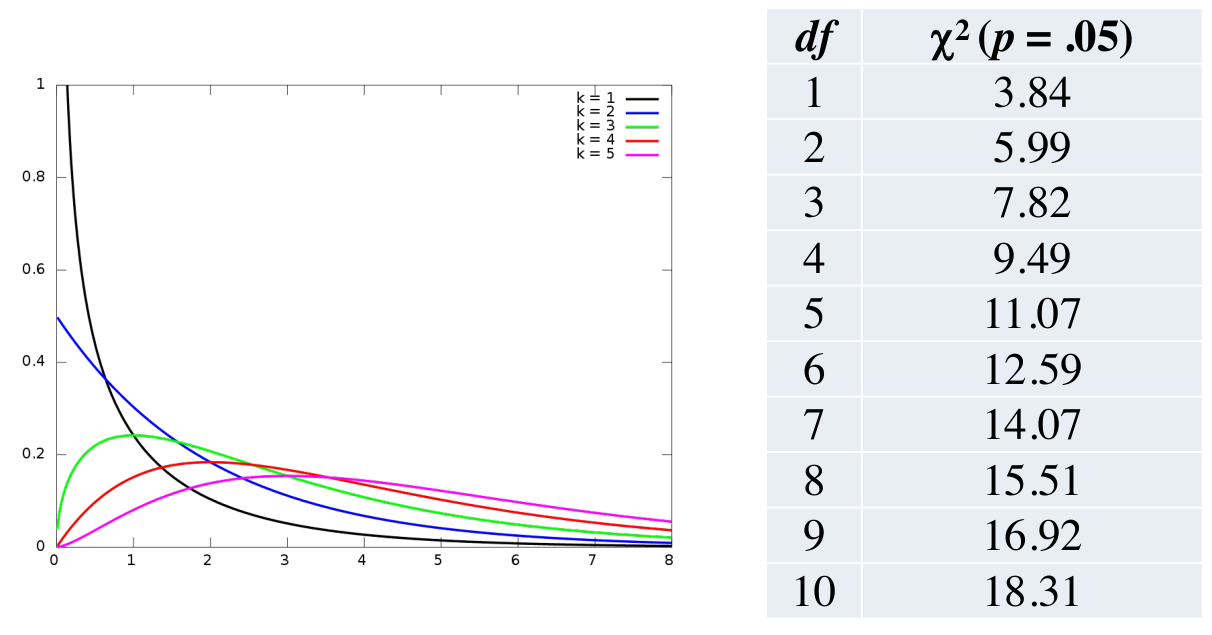 1
0.8
0.6
0.4
0.2
0
0 1 2 3 4 5 6 7 8
k = 1
k = 2
k = 3
k = 4
k = 5
df χ² (p = .05)
1 3.84
2 5.99
3 7.82
4 9.49
5 11.07
6 12.59
7 14.07
8 15.51
9 16.92
10 18.31